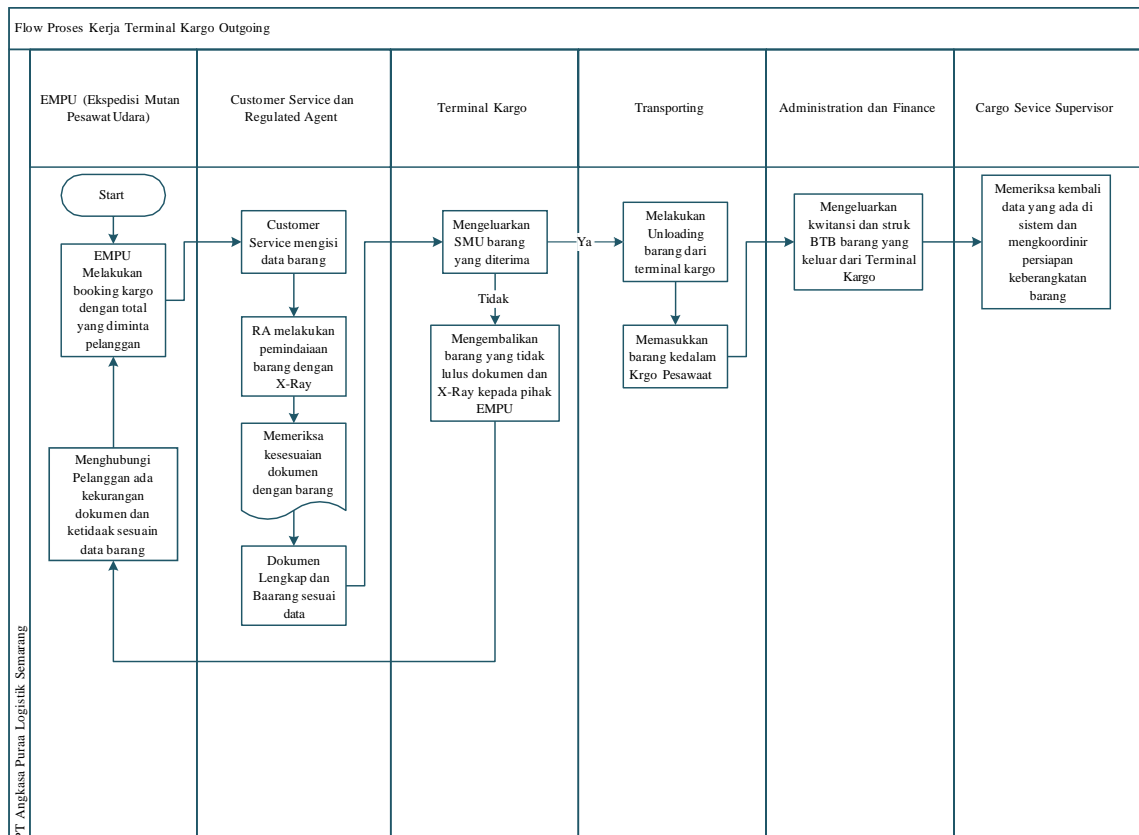 Flow Proses Kerja Terminal Kargo Outgoing
PT Angkasa Puraa Logistik Semarang
EMPU (Ekspedisi Mutan
Pesawat Udara)
Customer Service dan
Regulated Agent
Terminal Kargo
Transporting
Administration dan Finance
Cargo Sevice Supervisor
Start
EMPU
Melakukan
booking kargo
dengan total
yang diminta
pelanggan
Menghubungi
Pelanggan ada
kekurangan
dokumen dan
ketidaak sesuain
data barang
Customer
Service mengisi
data barang
RA melakukan
pemindaiaan
barang dengan
X-Ray
Memeriksa
kesesuaian
dokumen
dengan barang
Dokumen
Lengkap dan
Baarang sesuai
data
Mengeluarkan
SMU barang
yang diterima
Ya
Tidak
Mengembalikan
barang yang tidak
lulus dokumen dan
X-Ray kepada pihak
EMPU
Melakukan
Unloading
barang dari
terminal kargo
Memasukkan
barang kedalam
Krgo Pesawaat
Mengeluarkan
kwitansi dan struk
BTB barang yang
keluar dari Terminal
Kargo
Memeriksa kembali
data yang ada di
sistem dan
mengkoordinir
persiapan
keberangkatan
barang